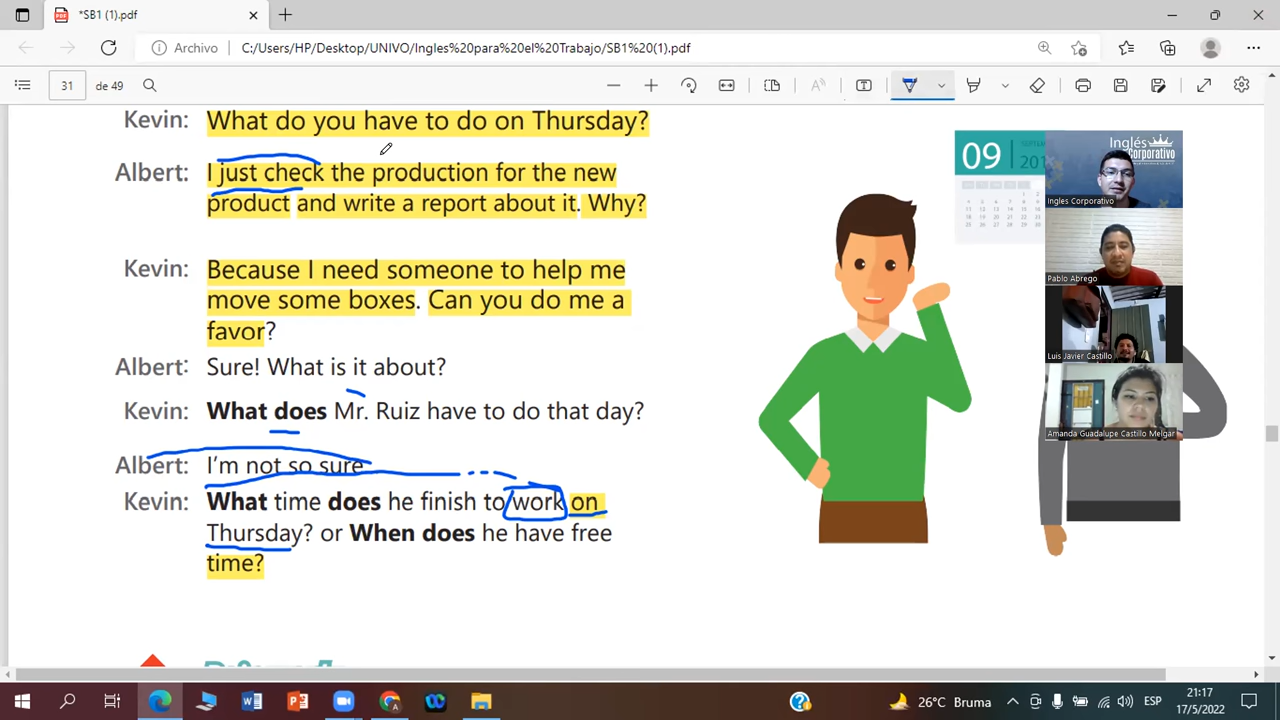 *SB1 (1).pdf
Archivo C:/Users/HP/Desktop/UNIVO/Ingles%20para%20el%20Trabajo/SB1%20(1).pdf
31 de 49
Kevin: What do you have to do on Thursday?
Albert: I just check the production for the new
product and write a report about it. Why?
Kevin: Because I need someone to help me
move some boxes. Can you do me a
favor?
Albert: Sure! What is it about?
Kevin: What does Mr. Ruiz have to do that day?
Albert: I'm not so sure
Kevin: What time does he finish to work on
Thursday? or When does he have free
time?
09
Inglés
Corporativo
Ingles Corporativo
Pablo Abrego
Luis Javier Castillo
Amanda Guadalupe Castillo Melgar
26°C Bruma
ESP
21:17
17/5/2022